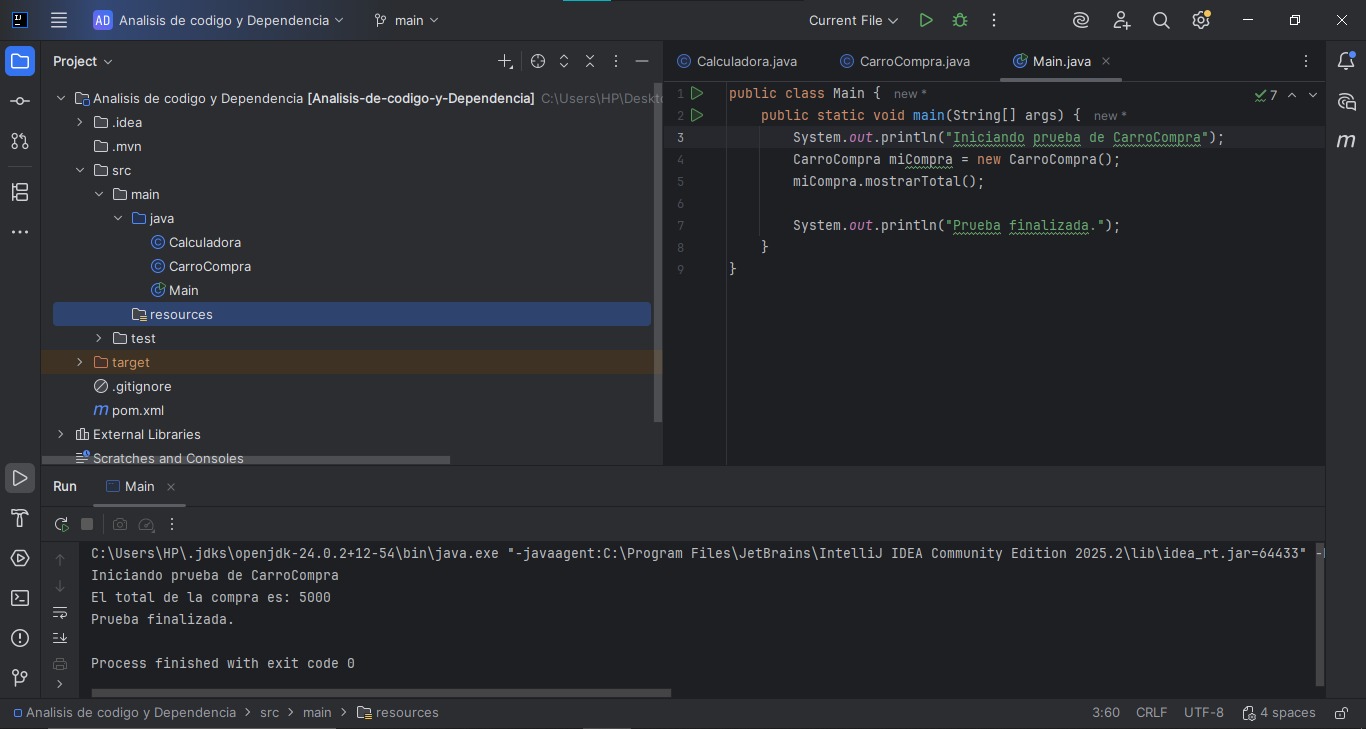 AD Analisis de codigo y Dependencia main Current File
Project
Calculadora.java CarroCompra.java Main.java
Analisis de codigo y Dependencia [Analisis-de-codigo-y-Dependencia] C:\Users\HP\Deskto
.idea
.mvn
src
main
java
Calculadora
CarroCompra
Main
resources
test
target
.gitignore
pom.xml
External Libraries
Scratches and Consoles
1 public class Main { new *
2 public static void main(String[] args) { new *
3 System.out.println("Iniciando prueba de CarroCompra");
4 CarroCompra miCompra = new CarroCompra();
5 miCompra.mostrarTotal();
6
7 System.out.println("Prueba finalizada.");
8 }
9 }
7
Run Main
C:\Users\HP\.jdks\openjdk-24.0.2+12-54\bin\java.exe "-javaagent:C:\Program Files\JetBrains\IntelliJ IDEA Community Edition 2025.2\lib\idea_rt.jar=64433"
Iniciando prueba de CarroCompra
El total de la compra es: 5000
Prueba finalizada.
Process finished with exit code 0
Analisis de codigo y Dependencia > src > main > resources
3:60 CRLF UTF-8 4 spaces